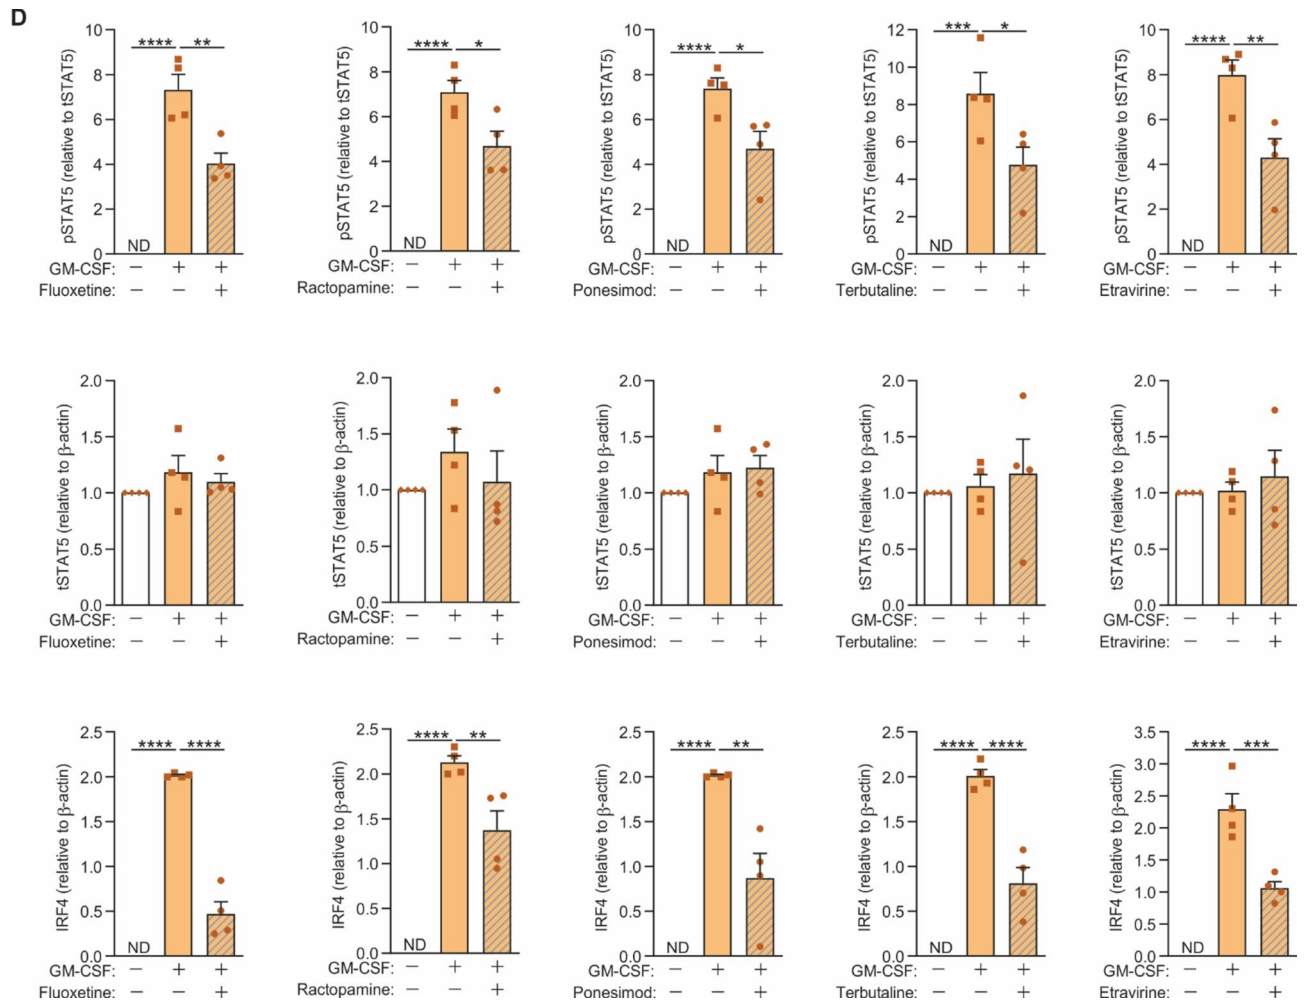 D
pSTAT5 (relative to tSTAT5)
10
8
6
4
2
0
**** **
ND
GM-CSF: − + +
Fluoxetine: − − +
pSTAT5 (relative to tSTAT5)
10
8
6
4
2
0
**** *
ND
GM-CSF: − + +
Ractopamine: − − +
pSTAT5 (relative to tSTAT5)
10
8
6
4
2
0
**** *
ND
GM-CSF: − + +
Ponesimod: − − +
pSTAT5 (relative to tSTAT5)
12
10
8
6
4
2
0
*** *
ND
GM-CSF: − + +
Terbutaline: − − +
pSTAT5 (relative to tSTAT5)
10
8
6
4
2
0
**** **
ND
GM-CSF: − + +
Etravirine: − − +
tSTAT5 (relative to β-actin)
2.0
1.5
1.0
0.5
0.0
GM-CSF: − + +
Fluoxetine: − − +
tSTAT5 (relative to β-actin)
2.0
1.5
1.0
0.5
0.0
GM-CSF: − + +
Ractopamine: − − +
tSTAT5 (relative to β-actin)
2.0
1.5
1.0
0.5
0.0
GM-CSF: − + +
Ponesimod: − − +
tSTAT5 (relative to β-actin)
2.0
1.5
1.0
0.5
0.0
GM-CSF: − + +
Terbutaline: − − +
tSTAT5 (relative to β-actin)
2.0
1.5
1.0
0.5
0.0
GM-CSF: − + +
Etravirine: − − +
IRF4 (relative to β-actin)
2.5
2.0
1.5
1.0
0.5
0.0
**** ****
ND
GM-CSF: − + +
Fluoxetine: − − +
IRF4 (relative to β-actin)
2.5
2.0
1.5
1.0
0.5
0.0
**** **
ND
GM-CSF: − + +
Ractopamine: − − +
IRF4 (relative to β-actin)
2.5
2.0
1.5
1.0
0.5
0.0
**** **
ND
GM-CSF: − + +
Ponesimod: − − +
IRF4 (relative to β-actin)
2.5
2.0
1.5
1.0
0.5
0.0
**** ****
ND
GM-CSF: − + +
Terbutaline: − − +
IRF4 (relative to β-actin)
3.5
3.0
2.5
2.0
1.5
1.0
0.5
0.0
**** ***
ND
GM-CSF: − + +
Etravirine: − − +